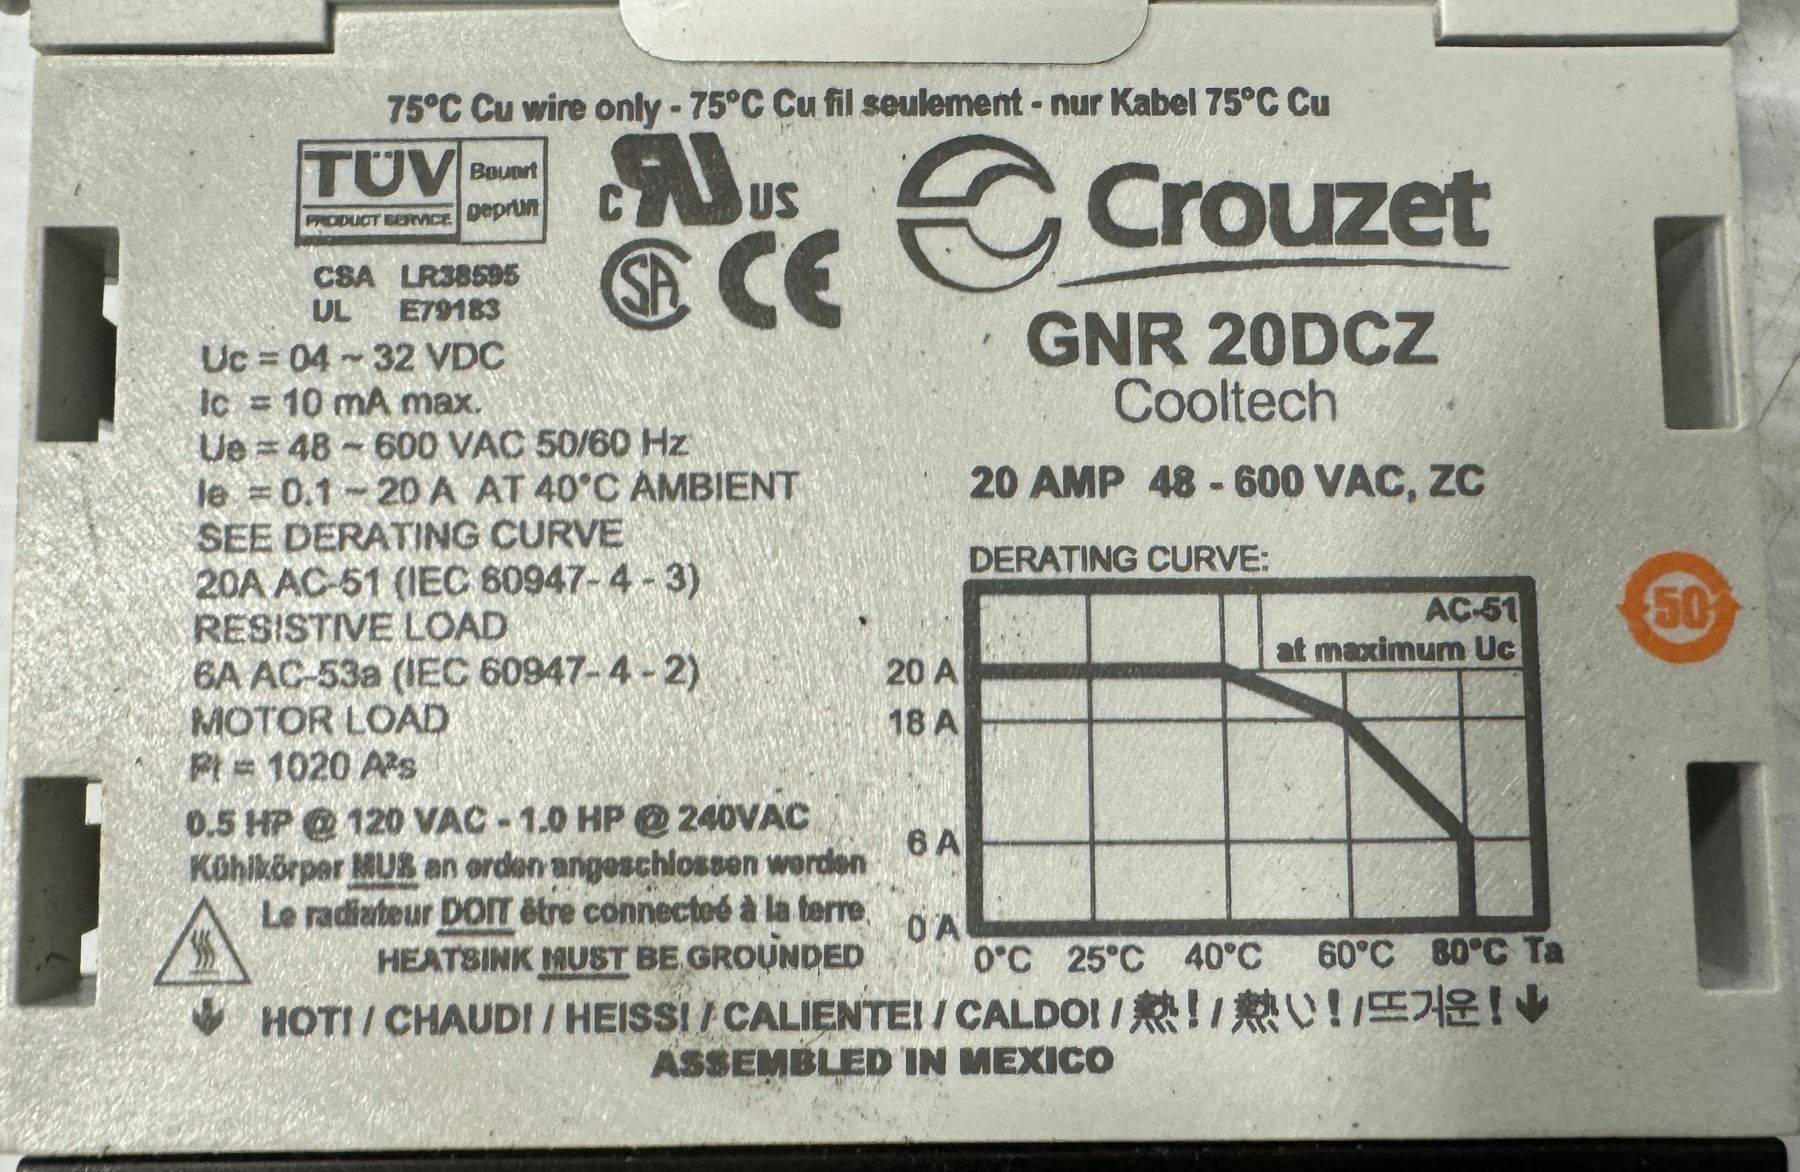 75°C Cu wire only - 75°C Cu fil seulement - nur Kabel 75°C Cu
TÜV
PRODUCT SERVICE
Bauart
geprüft
c RU US
SA CE
Crouzet
CSA LR38595
UL E79183
GNR 20DCZ
Cooltech
20 AMP 48 - 600 VAC, ZC
Uc = 04 ~ 32 VDC
Ic = 10 mA max.
Ue = 48 ~ 600 VAC 50/60 Hz
Ie = 0.1 ~ 20 A AT 40°C AMBIENT
SEE DERATING CURVE
20A AC-51 (IEC 60947- 4 - 3)
RESISTIVE LOAD
6A AC-53a (IEC 60947- 4 - 2)
MOTOR LOAD
I²t = 1020 A²s
0.5 HP @ 120 VAC - 1.0 HP @ 240VAC
Kühlkörper MUß an erden angeschlossen werden
Le radiateur DOIT être connecteé à la terre
HEATSINK MUST BE GROUNDED
DERATING CURVE:
AC-51
at maximum Uc
20 A
18 A
6 A
0 A
0°C 25°C 40°C 60°C 80°C Ta
50
HOT! / CHAUD! / HEISS! / CALIENTE! / CALDO! / 熱! / 熱い! / 뜨거운!
ASSEMBLED IN MEXICO